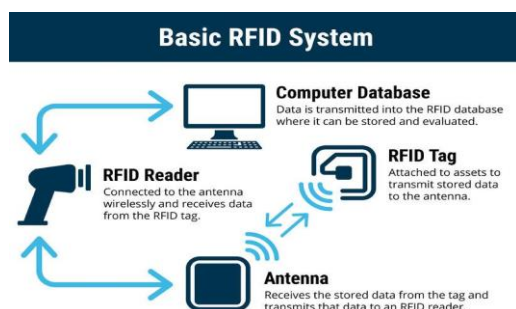 Basic RFID System
Computer Database
Data is transmitted into the RFID database
where it can be stored and evaluated.
RFID Tag
Attached to assets to
transmit stored data
to the antenna.
RFID Reader
Connected to the antenna
wirelessly and receives data
from the RFID tag.
Antenna
Receives the stored data from the tag and
transmits that data to an RFID reader